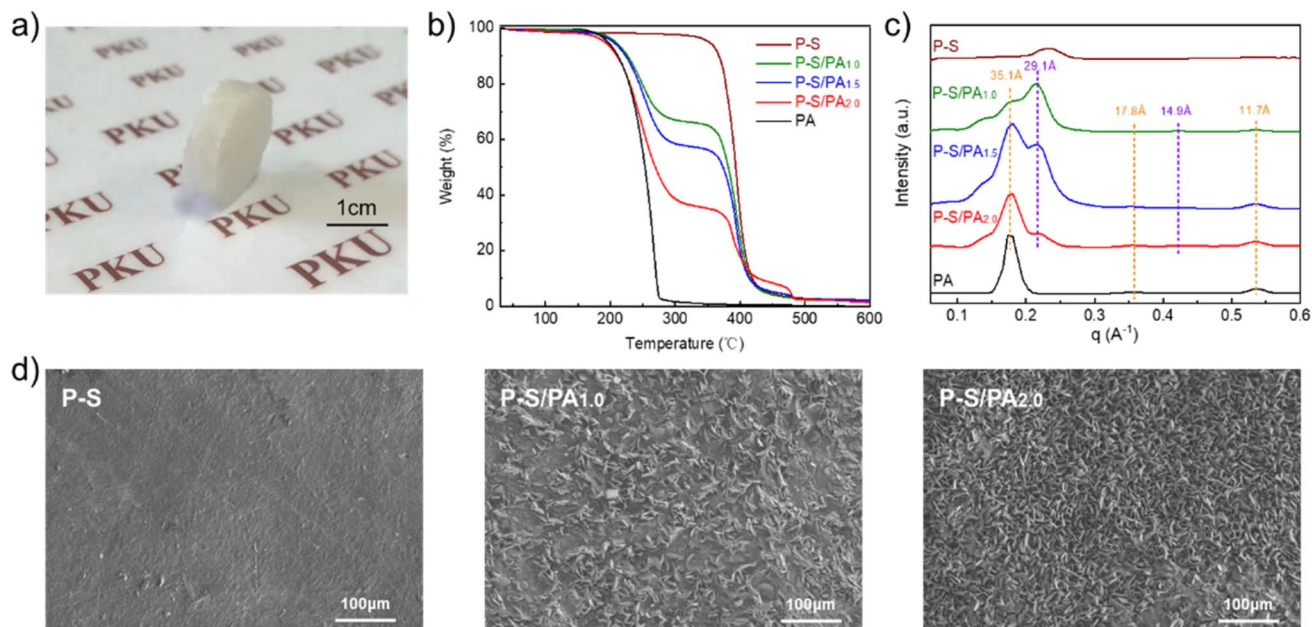 a)
PKU PKU PKU
PKU PKU PKU
PKU PKU PKU
PKU PKU PKU
1cm
b)
100
80
60
40
20
0
Weight (%)
100 200 300 400 500 600
Temperature (℃)
P-S
P-S/PA1.0
P-S/PA1.5
P-S/PA2.0
PA
c)
Intensity (a.u.)
P-S
P-S/PA1.0
P-S/PA1.5
P-S/PA2.0
PA
35.1Å
29.1Å
17.8Å
14.9Å
11.7Å
0.1 0.2 0.3 0.4 0.5 0.6
q (A-1)
d)
P-S
100μm
P-S/PA1.0
100μm
P-S/PA2.0
100μm